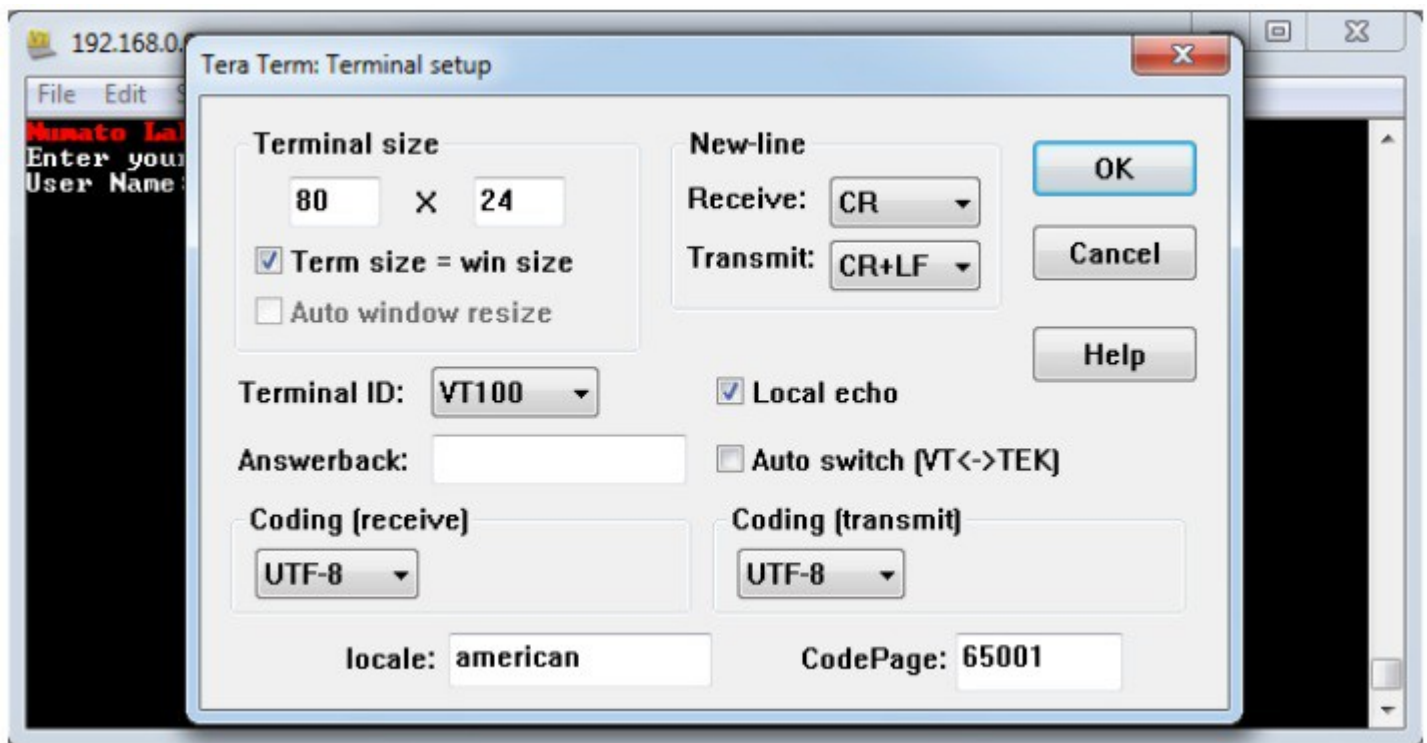 192.168.0.
Tera Term: Terminal setup
File Edit
Numato
Enter
User Name:
Terminal size
80 X 24
Term size = win size
Auto window resize
New-line
Receive: CR
Transmit: CR+LF
OK
Cancel
Help
Terminal ID: VT100
Local echo
Answerback:
Auto switch (VT<->TEK)
Coding (receive)
UTF-8
Coding (transmit)
UTF-8
locale: american
CodePage: 65001